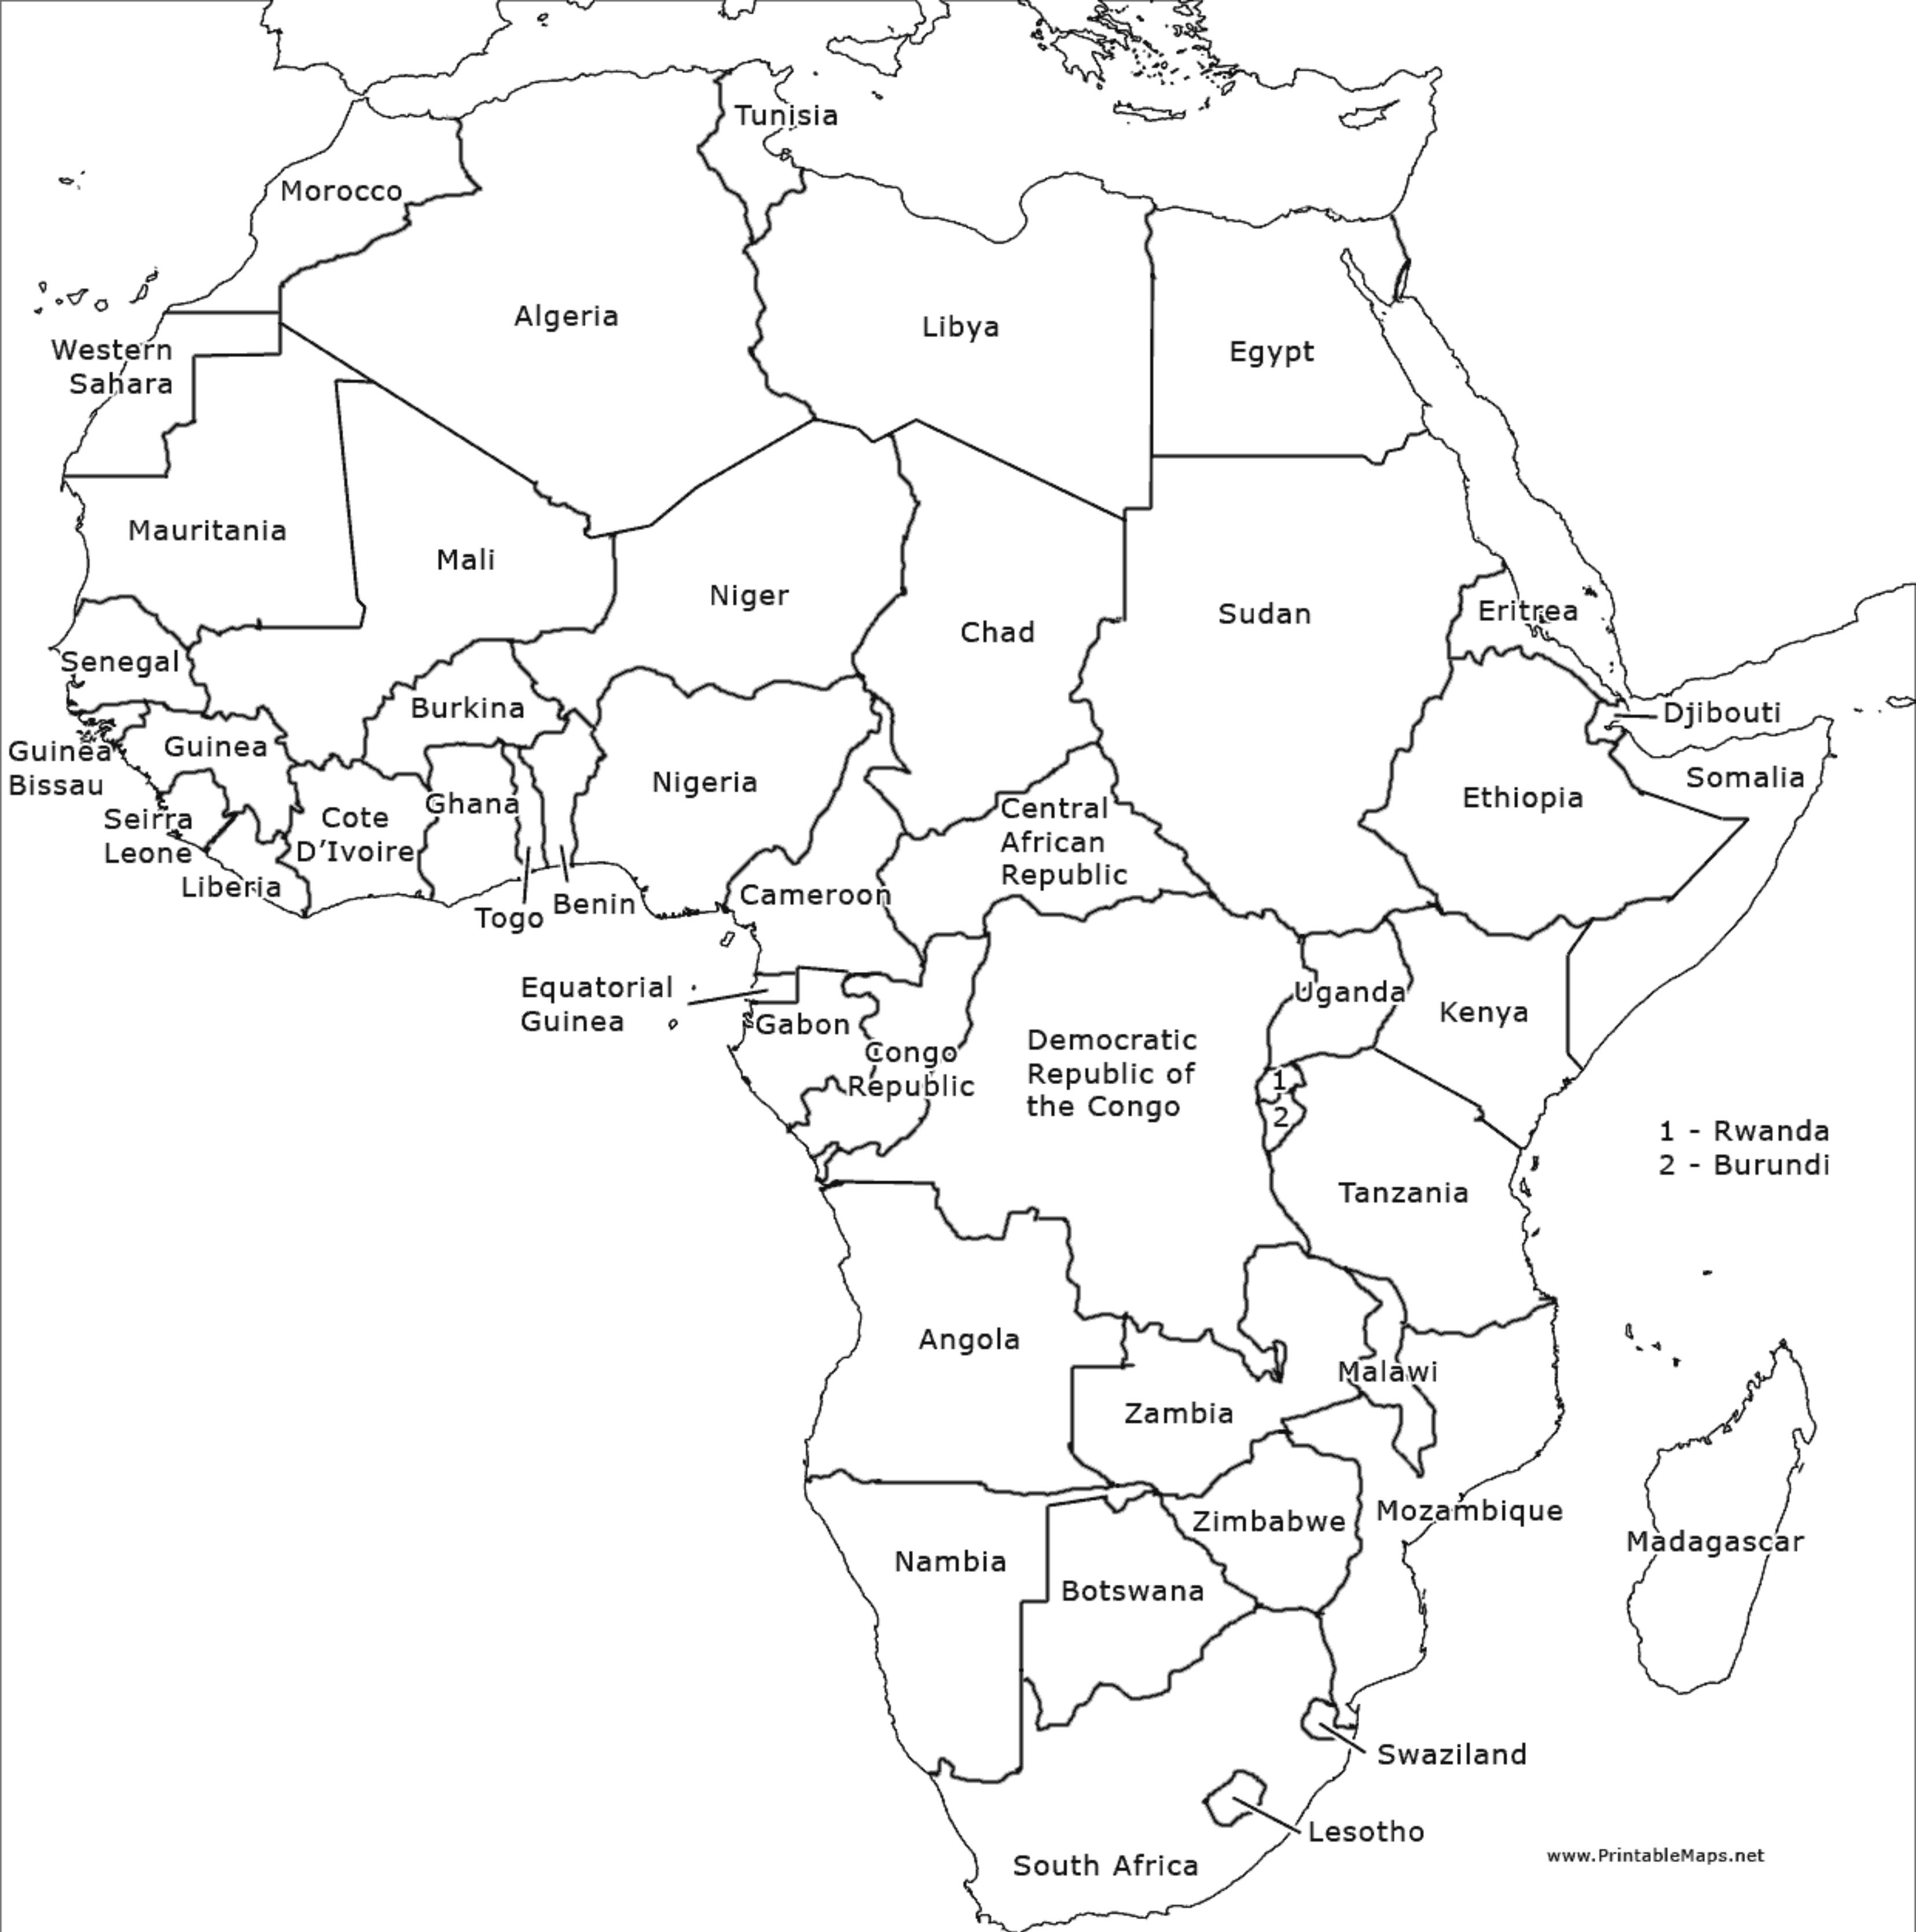 Tunisia
Morocco
Algeria
Libya
Egypt
Western
Sahara
Mauritania
Mali
Niger
Chad
Sudan
Eritrea
Senegal
Burkina
Djibouti
Guinea
Bissau
Guinea
Nigeria
Somalia
Ethiopia
Seirra
Leone
Cote
D'Ivoire
Ghana
Central
African
Republic
Liberia
Togo
Benin
Cameroon
Equatorial
Guinea
Gabon
Uganda
Kenya
Congo
Republic
Democratic
Republic of
the Congo
1
2
1 - Rwanda
2 - Burundi
Tanzania
Angola
Malawi
Zambia
Mozambique
Zimbabwe
Madagascar
Nambia
Botswana
Swaziland
Lesotho
South Africa
www.PrintableMaps.net